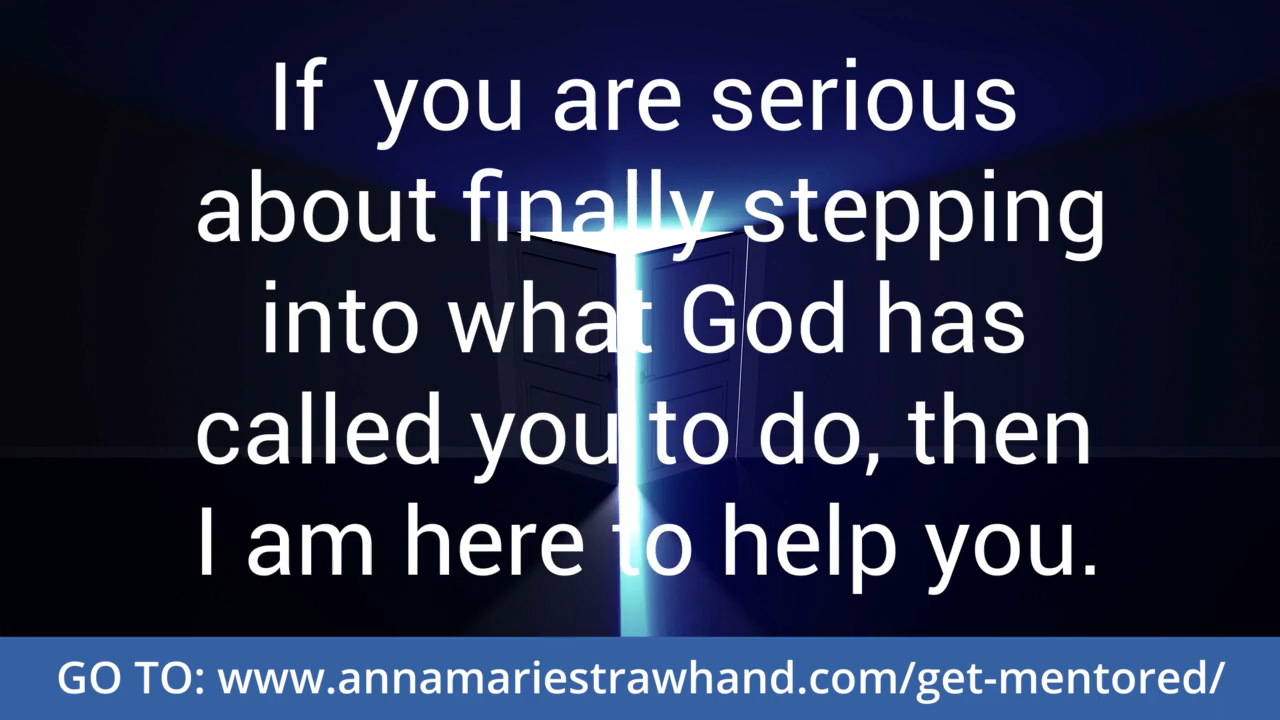 If  you are serious
about finally stepping
into what God has
called you to do, then
I am here to help you.
GO TO: www.annamariestrawhand.com/get-mentored/